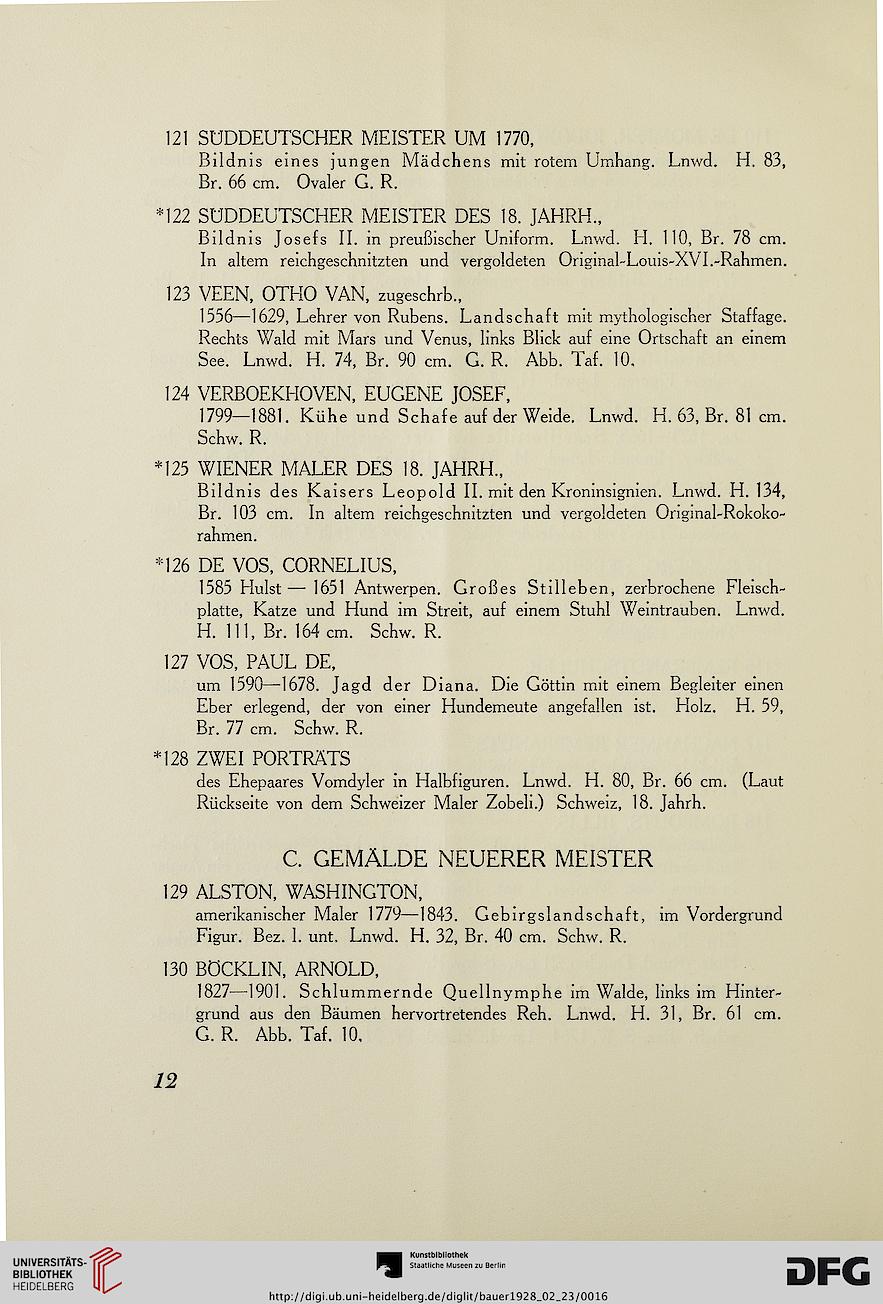 121 SÜDDEUTSCHER MEISTER UM 1770,
Bildnis eines jungen Mädchens mit rotem Umhang. Lnwd. H. 83,
Br. 66 cm. Ovaler G. R.
*122 SÜDDEUTSCHER MEISTER DES 18. JAHRH.,
Bildnis Josefs II. in preußischer Uniform. Lnwd. H. 110, Br. 78 cm.
In altem reichgeschnitzten und vergoldeten Original-Louis-XVI.-Rahmen.
123 VEEN, OTHO VAN, zugeschrb.,
1556—1629, Lehrer von Rubens. Landschaft mit mythologischer Staffage.
Rechts Wald mit Mars und Venus, links Blick auf eine Ortschaft an einem
See. Lnwd. H. 74, Br. 90 cm. G. R. Abb. Taf. 10.
124 VERBOEKHOVEN, EUGENE JOSEF,
1799—1881. Kühe und Schafe auf der Weide. Lnwd. H. 63, Br. 81 cm.
Schw. R.
*125 WIENER MALER DES 18. JAHRH.,
Bildnis des Kaisers Leopold II. mit den Kroninsignien. Lnwd. H. 134,
Br. 103 cm. In altem reichgeschnitzten und vergoldeten Original-Rokoko-
rahmen.
*126 DE VOS, CORNELIUS,
1585 Hulst — 1651 Antwerpen. Großes Stilleben, zerbrochene Fleisch-
platte, Katze und Hund im Streit, auf einem Stuhl Weintrauben. Lnwd.
H. 111, Br. 164 cm. Schw. R.
127 VOS, PAUL DE,
um 1590—1678. Jagd der Diana. Die Göttin mit einem Begleiter einen
Eber erlegend, der von einer Hundemeute angefallen ist. Holz. H. 59,
Br. 77 cm. Schw. R.
*128 ZWEI PORTRÄTS
des Ehepaares Vomdyler in Halbfiguren. Lnwd. H. 80, Br. 66 cm. (Laut
Rückseite von dem Schweizer Maler Zobeli.) Schweiz, 18. Jahrh.
C. GEMÄLDE NEUERER MEISTER
129 ALSTON, WASHINGTON,
amerikanischer Maler 1779—1843. Gebirgslandschaft, im Vordergrund
Figur. Bez. l. unt. Lnwd. H. 32, Br. 40 cm. Schw. R.
130 BÖCKLIN, ARNOLD,
1827—1901. Schlummernde Quellnymphe im Walde, links im Hinter-
grund aus den Bäumen hervortretendes Reh. Lnwd. H. 31, Br. 61 cm.
G. R. Abb. Taf. 10.
12
UNIVERSITÄTS-
BIBLIOTHEK
HEIDELBERG
Kunstbibliothek
Staatliche Museen zu Berlin
DFG
http://digi.ub.uni-heidelberg.de/diglit/bauer1928_02_23/0016